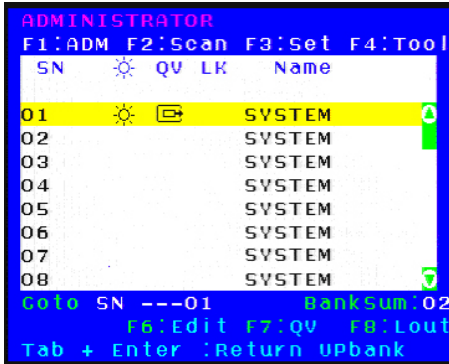 ADMINISTRATOR
F1:ADM F2:Scan F3:Set F4:Tool
SN QV LK Name
01 SYSTEM
02 SYSTEM
03 SYSTEM
04 SYSTEM
05 SYSTEM
06 SYSTEM
07 SYSTEM
08 SYSTEM
Goto SN ---01 BankSum:02
F6:Edit F7:QV F8:Lout
Tab + Enter :Return UPbank